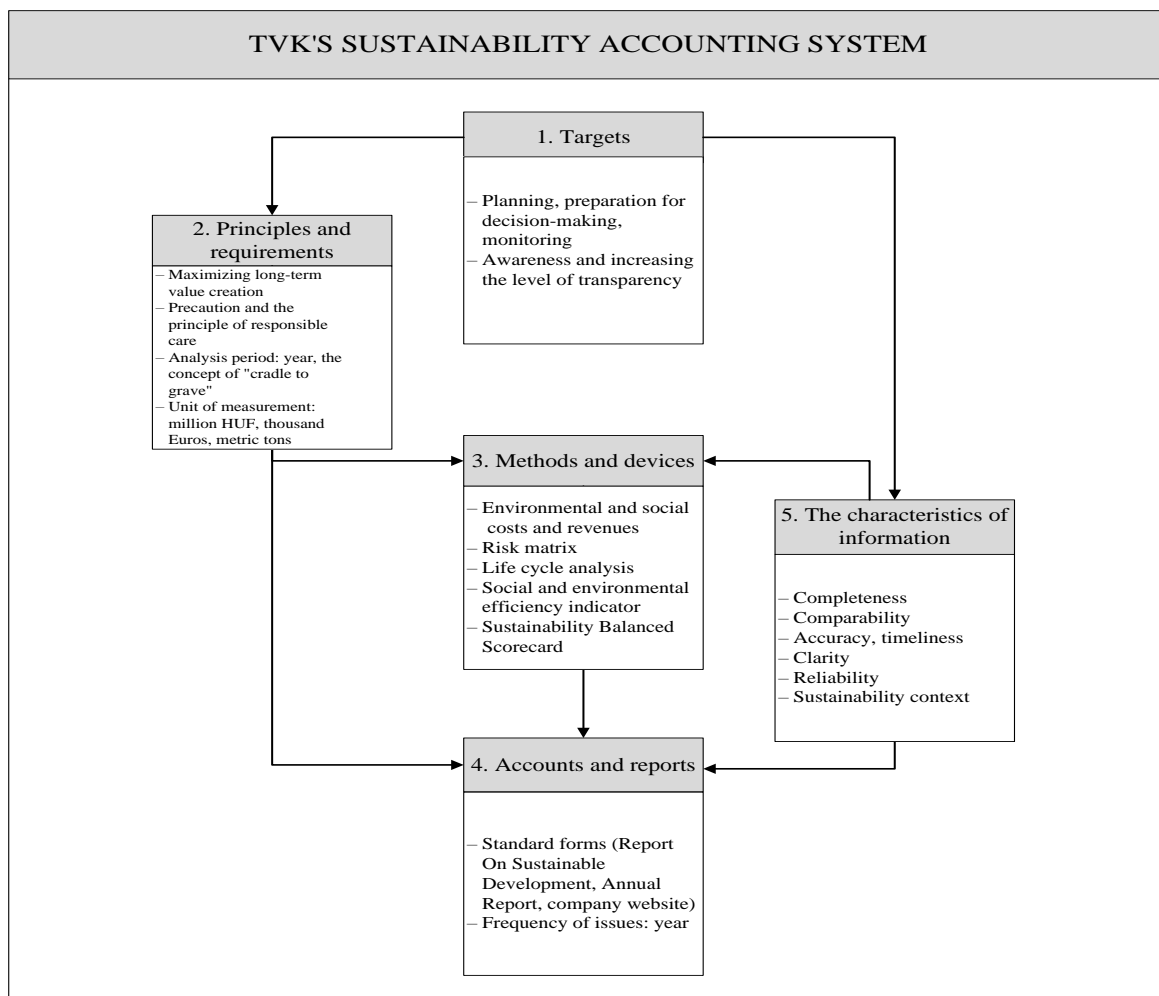 TVK'S SUSTAINABILITY ACCOUNTING SYSTEM
1. Targets
– Planning, preparation for
decision-making,
monitoring
– Awareness and increasing
the level of transparency
2. Principles and
requirements
– Maximizing long-term
value creation
– Precaution and the
principle of responsible
care
– Analysis period: year, the
concept of "cradle to
grave"
– Unit of measurement:
million HUF, thousand
Euros, metric tons
3. Methods and devices
– Environmental and social
costs and revenues
– Risk matrix
– Life cycle analysis
– Social and environmental
efficiency indicator
– Sustainability Balanced
Scorecard
5. The characteristics of
information
– Completeness
– Comparability
– Accuracy, timeliness
– Clarity
– Reliability
– Sustainability context
4. Accounts and reports
– Standard forms (Report
On Sustainable
Development, Annual
Report, company website)
– Frequency of issues: year